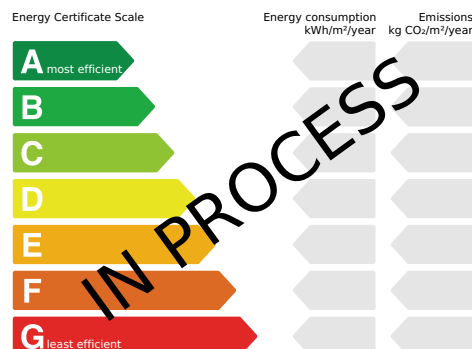 Energy Certificate Scale
Energy consumption
kWh/m²/year
Emissions
kg CO₂/m²/year
A most efficient
B
C
D
E
F
G least efficient
IN PROCESS